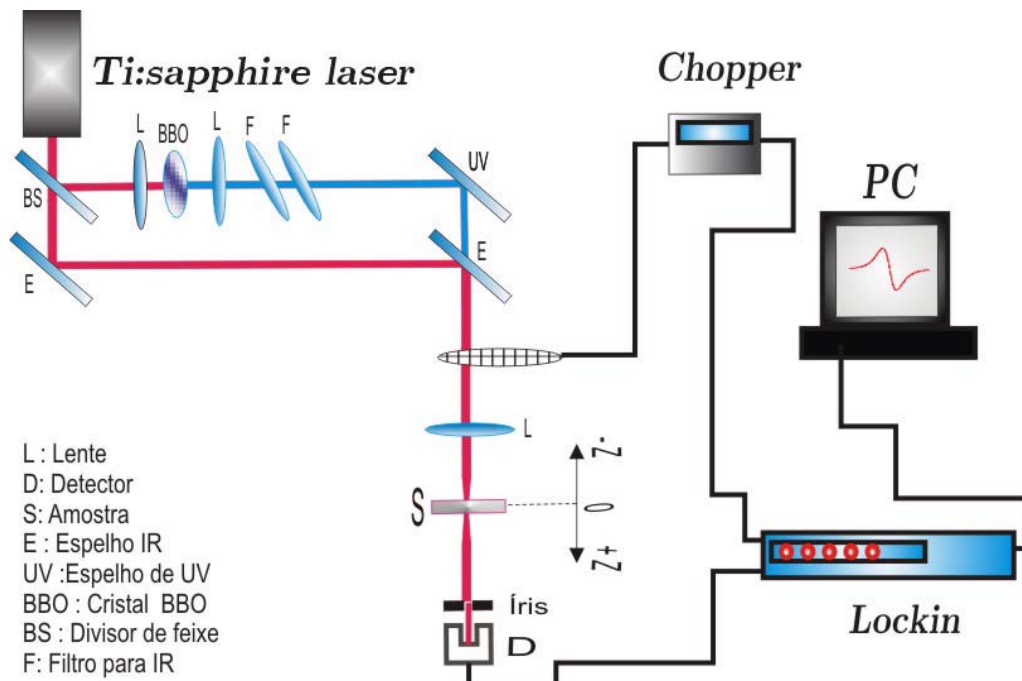 Ti:sapphire laser
Chopper
L
BBO
L
F
F
UV
BS
PC
E
E
L
Z-
0
Z+
S
Íris
D
Lockin
L : Lente
D: Detector
S: Amostra
E : Espelho IR
UV :Espelho de UV
BBO : Cristal BBO
BS : Divisor de feixe
F: Filtro para IR